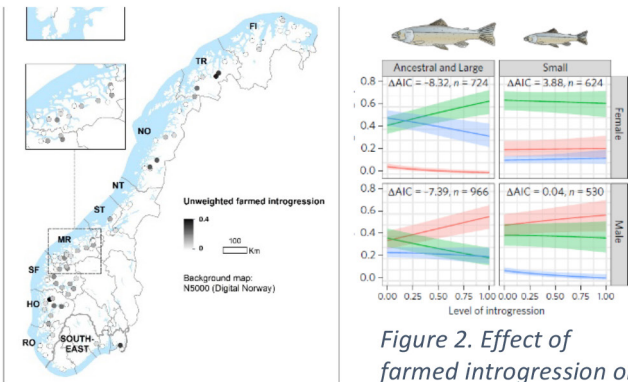 FI
TR
NO
NT
ST
MR
SF
HO
RO
SOUTH-
EAST
Unweighted farmed introgression
0.4
0
100
Km
Background map:
N5000 (Digital Norway)
Ancestral and Large
Small
ΔAIC = −8.32, n = 724
ΔAIC = 3.88, n = 624
Female
0.8
0.6
0.4
0.2
0.0
ΔAIC = −7.39, n = 966
ΔAIC = 0.04, n = 530
Male
0.8
0.6
0.4
0.2
0.0
0.00 0.25 0.50 0.75 1.00
0.00 0.25 0.50 0.75 1.00
Level of introgression
Figure 2. Effect of
farmed introgression o